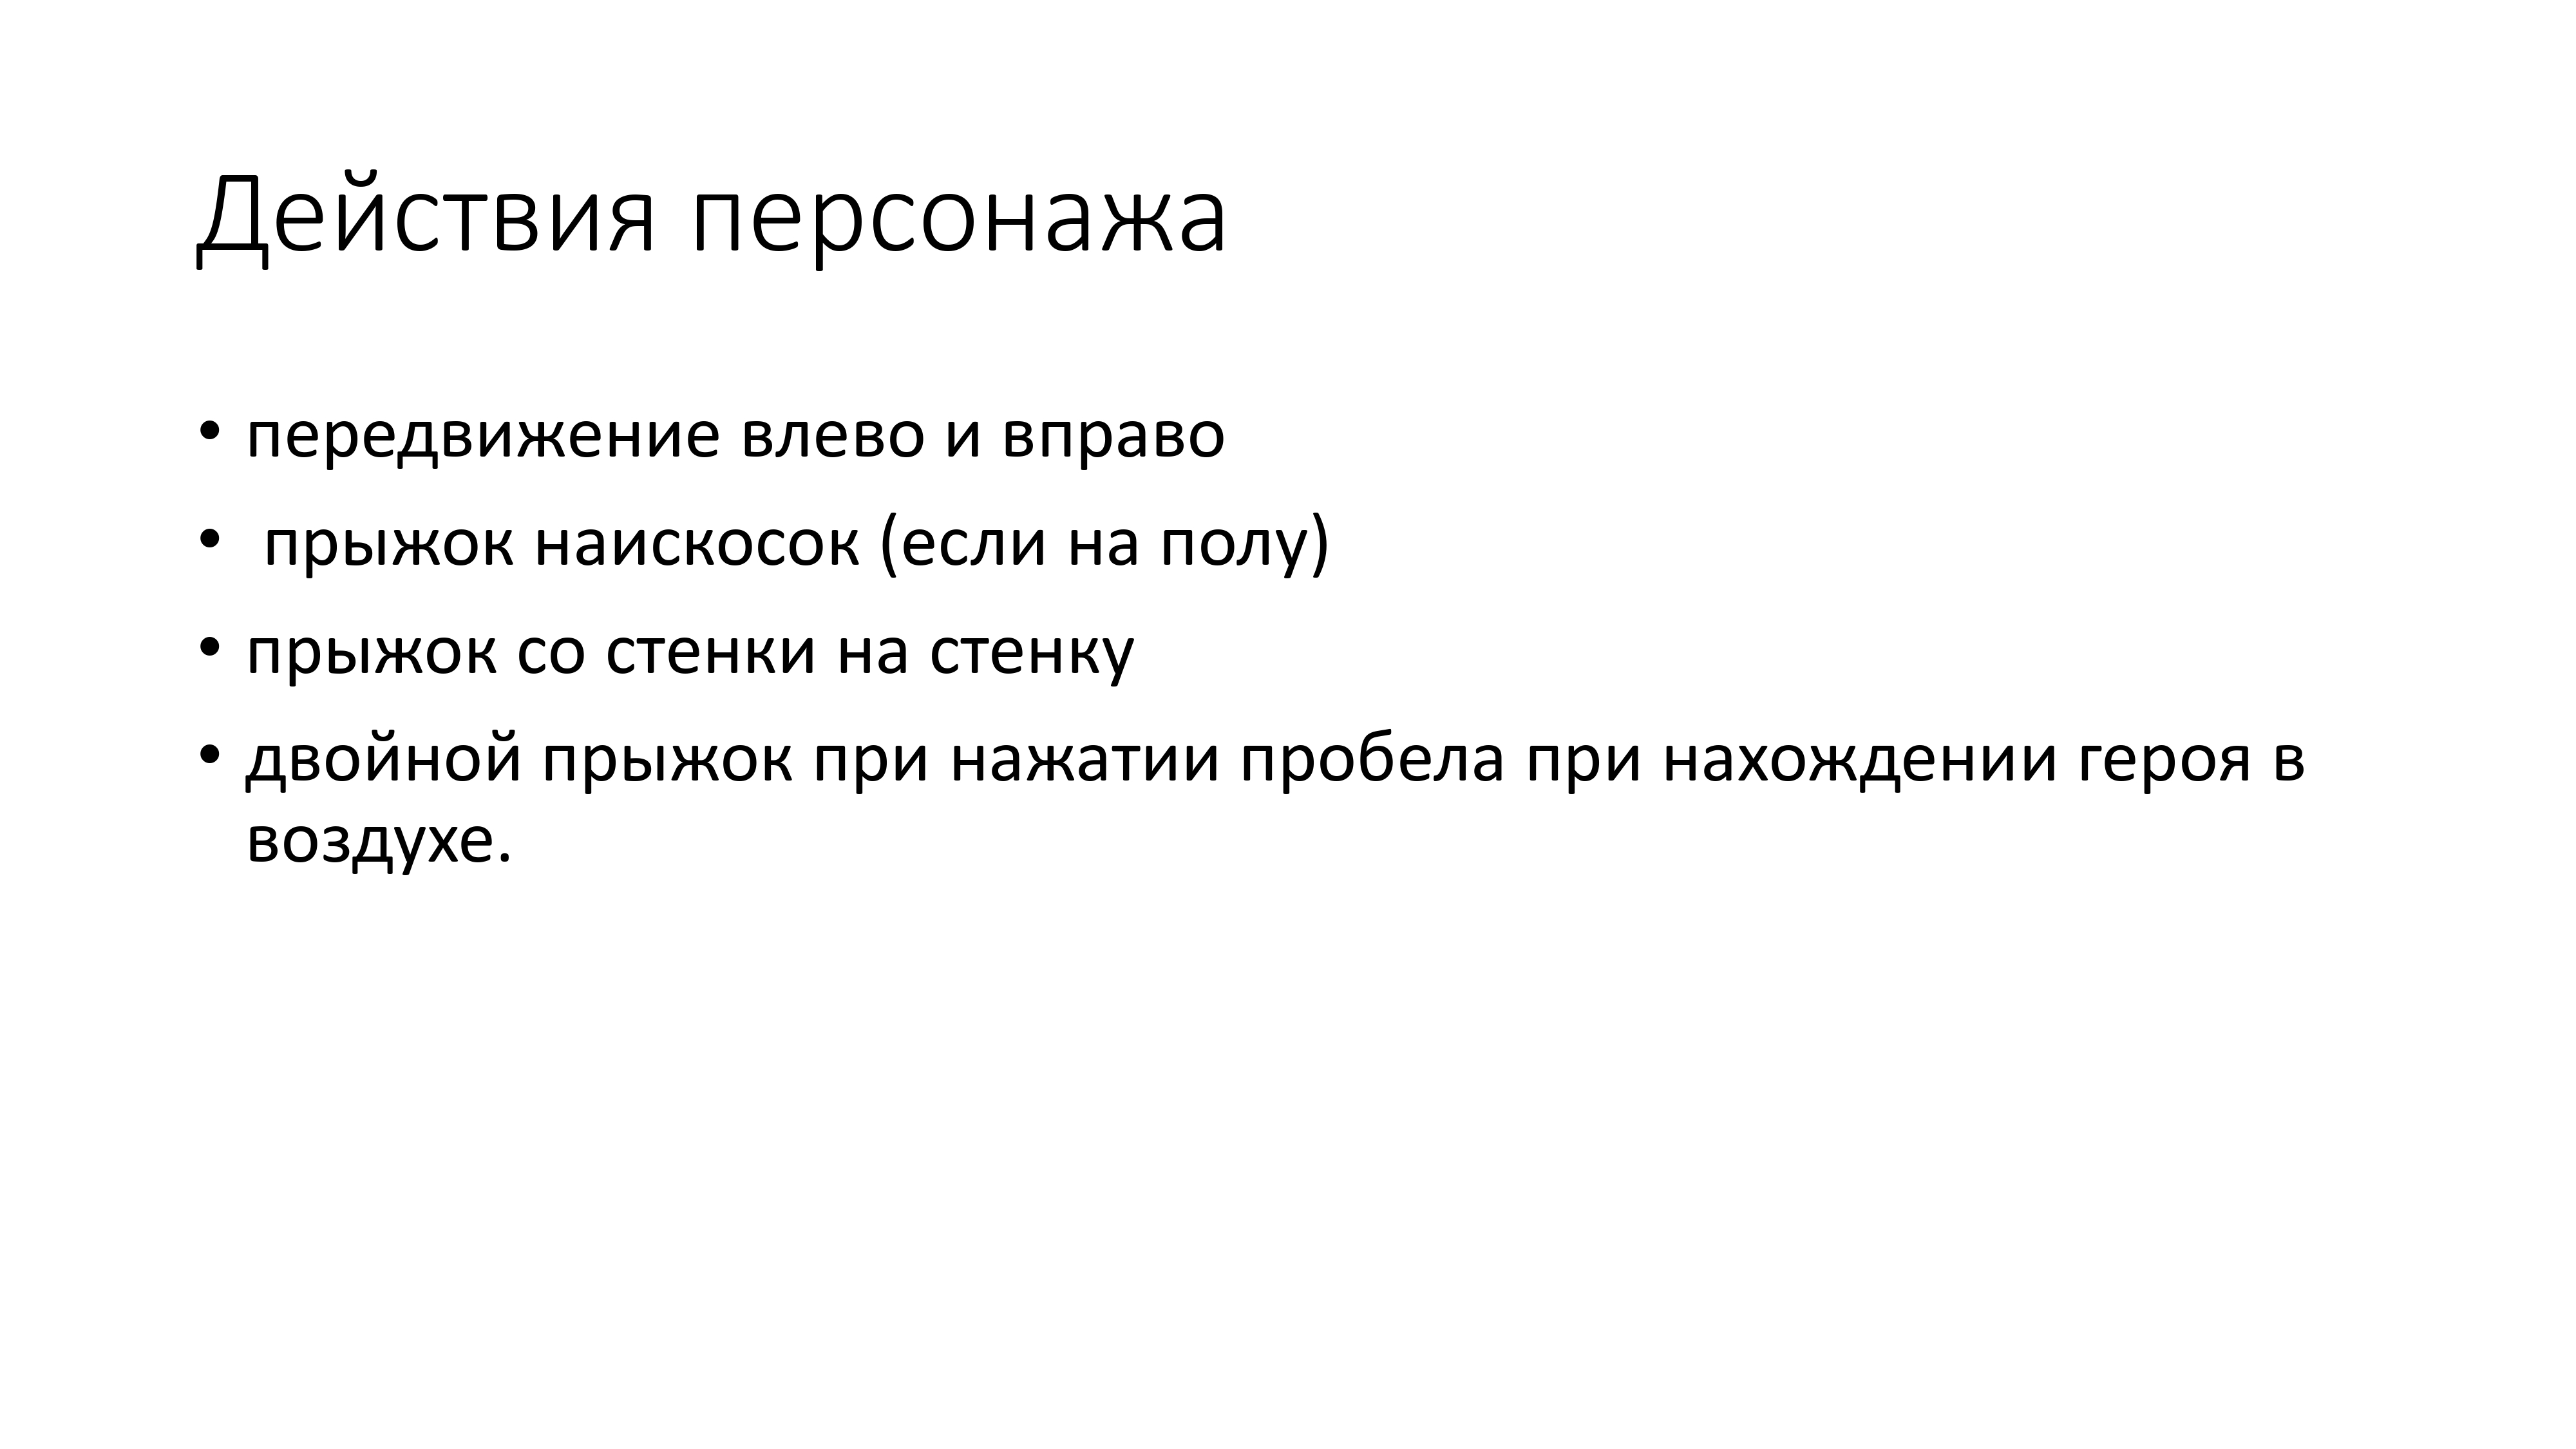 Действия персонажа
• передвижение влево и вправо
• прыжок наискосок (если на полу)
• прыжок со стенки на стенку
• двойной прыжок при нажатии пробела при нахождении героя в
воздухе.